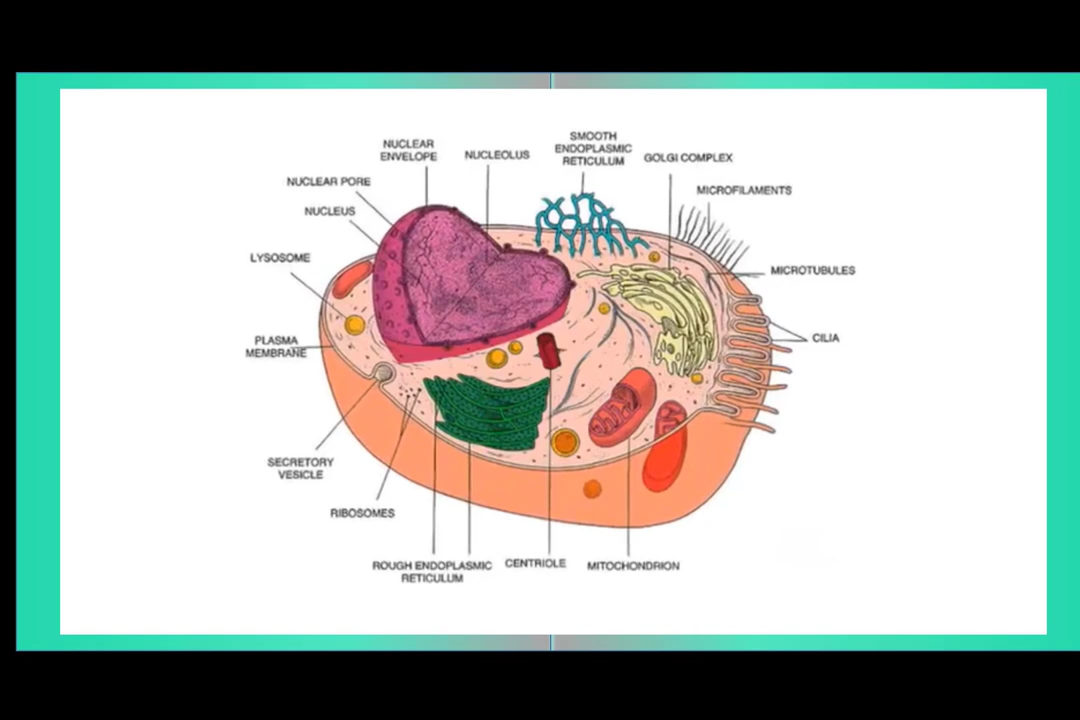 NUCLEAR
ENVELOPE
NUCLEOLUS
SMOOTH
ENDOPLASMIC
RETICULUM
GOLGI COMPLEX
NUCLEAR PORE
MICROFILAMENTS
NUCLEUS
LYSOSOME
MICROTUBULES
PLASMA
MEMBRANE
CILIA
SECRETORY
VESICLE
RIBOSOMES
ROUGH ENDOPLASMIC
RETICULUM
CENTRIOLE
MITOCHONDRION